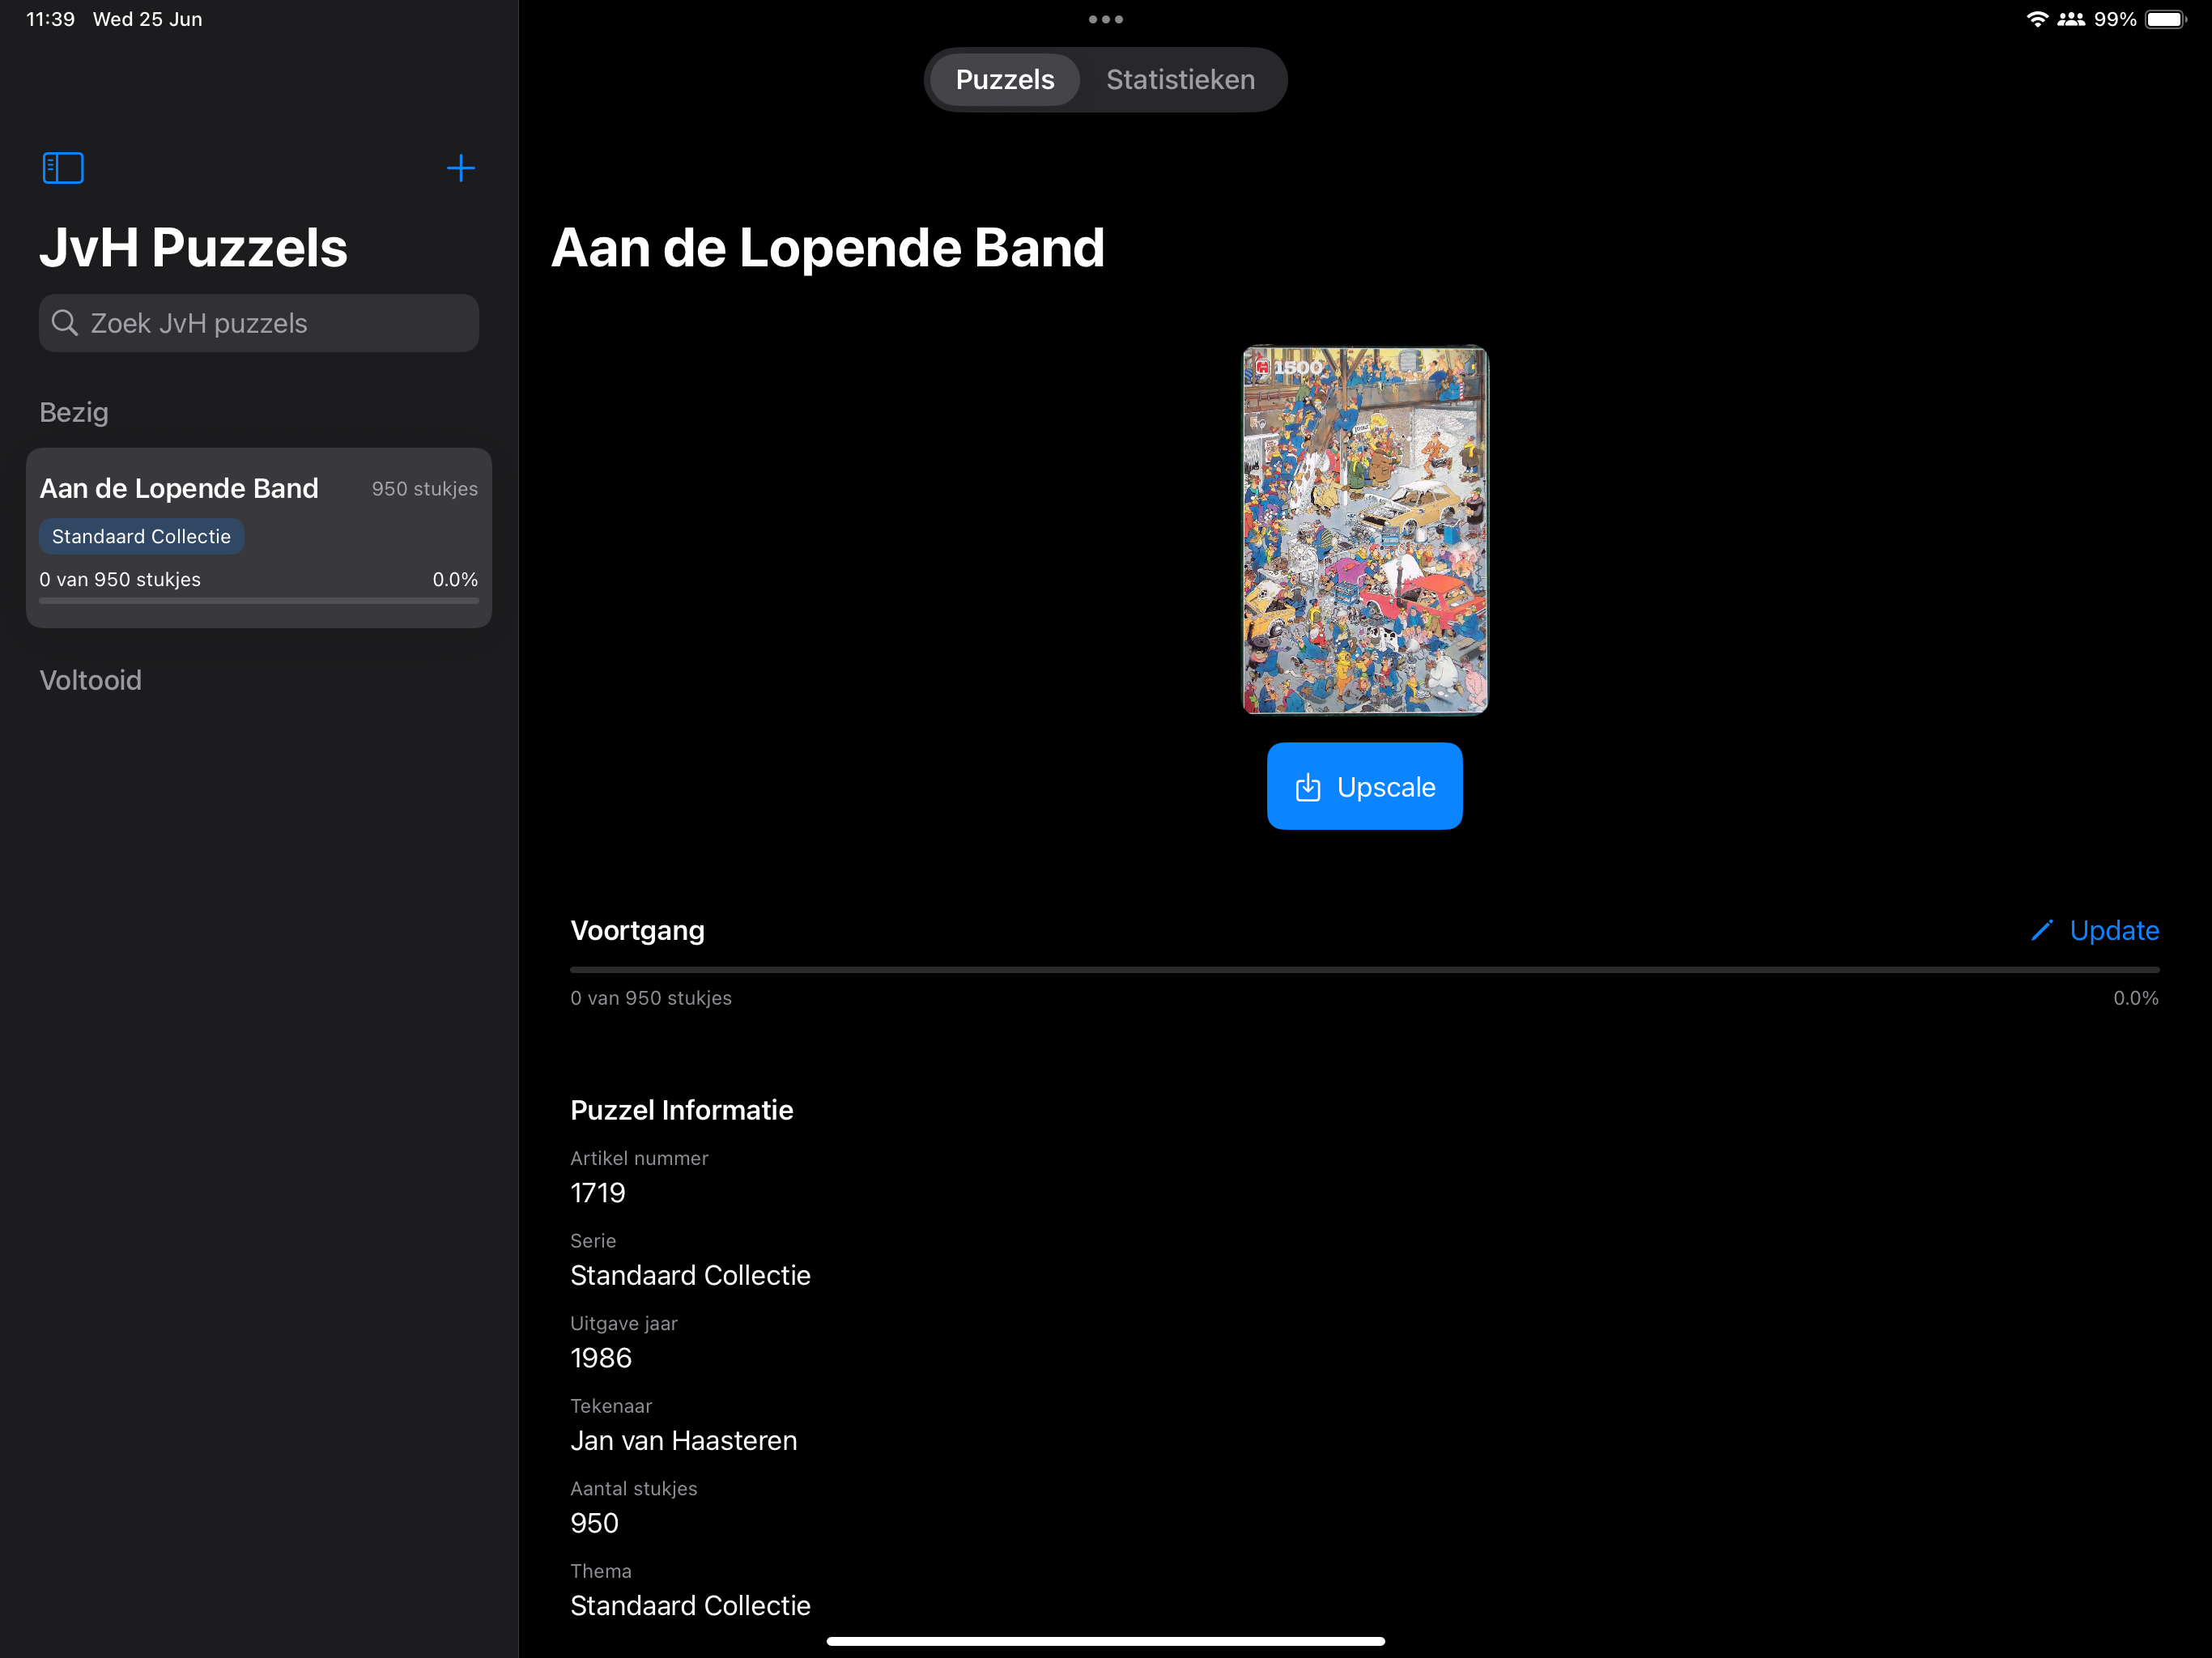 11:39 Wed 25 Jun
99%
Puzzels Statistieken
JvH Puzzels
Zoek JvH puzzels
Bezig
Aan de Lopende Band 950 stukjes
Standaard Collectie
0 van 950 stukjes 0.0%
Voltooid
Aan de Lopende Band
1500
Upscale
Voortgang Update
0 van 950 stukjes 0.0%
Puzzel Informatie
Artikel nummer
1719
Serie
Standaard Collectie
Uitgave jaar
1986
Tekenaar
Jan van Haasteren
Aantal stukjes
950
Thema
Standaard Collectie